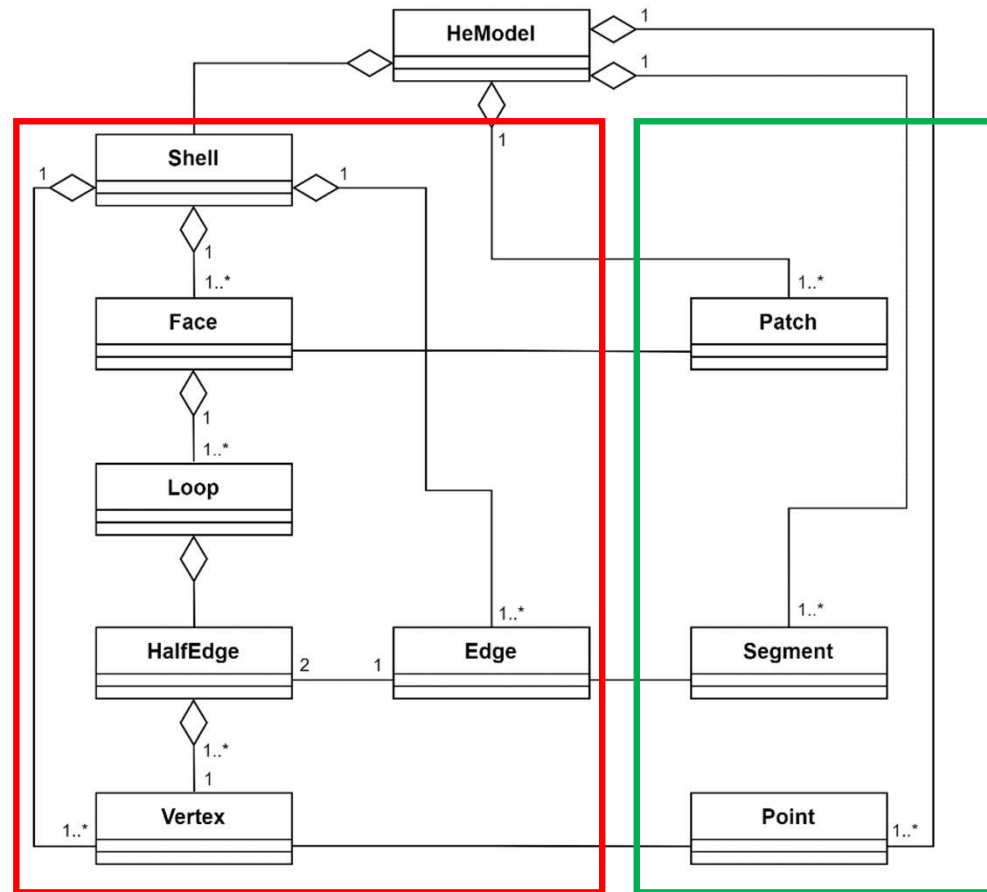 HeModel
1
1
1
Shell
1
1
1
1..*
1..*
Face
Patch
1
1..*
Loop
1..*
1..*
HalfEdge
2
1
Edge
Segment
1..*
1
Vertex
Point
1..*
1..*